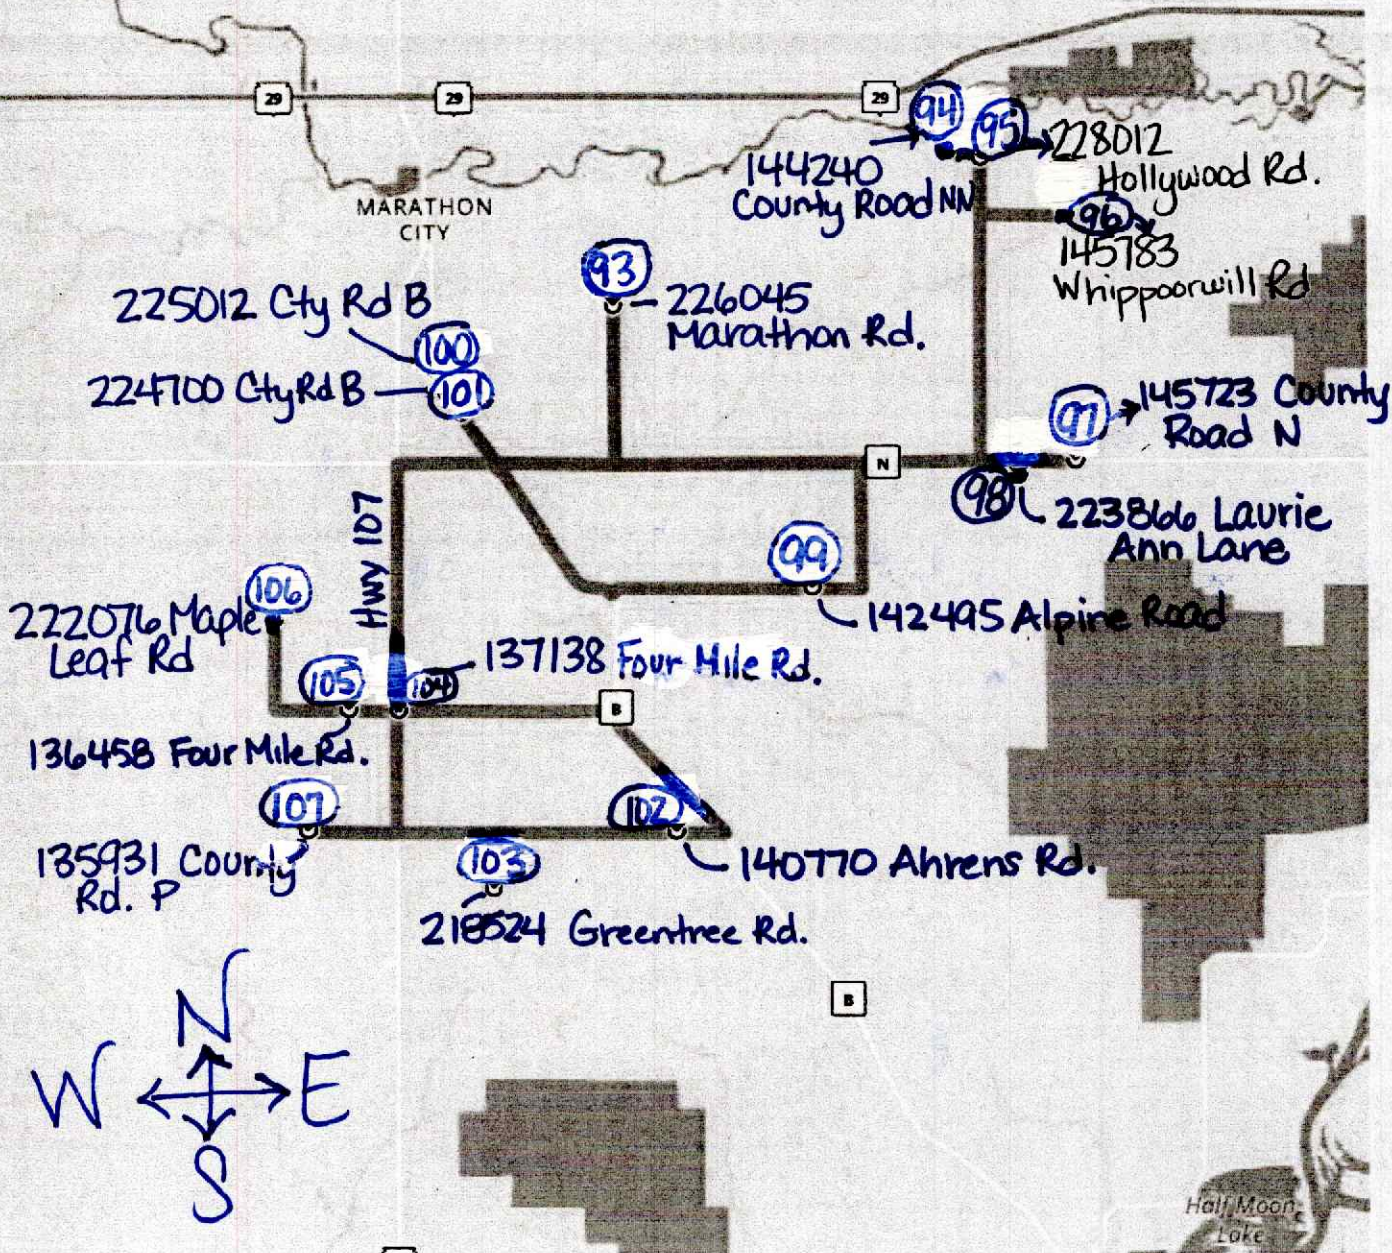 29
29
29
94
95
144240
County Road NN
228012
Hollywood Rd.
MARATHON
CITY
96
145783
Whippoorwill Rd
93
226045
Marathon Rd.
225012 Cty Rd B
100
224700 Cty Rd B
101
97
145723 County
Road N
N
98
223866 Laurie
Ann Lane
Hwy 107
99
142495 Alpine Road
106
222076 Maple
Leaf Rd
137138 Four Mile Rd.
105
104
B
136458 Four Mile Rd.
107
102
135931 County
Rd. P
103
140770 Ahrens Rd.
218524 Greentree Rd.
B
N
W
E
S
Half Moon
Lake